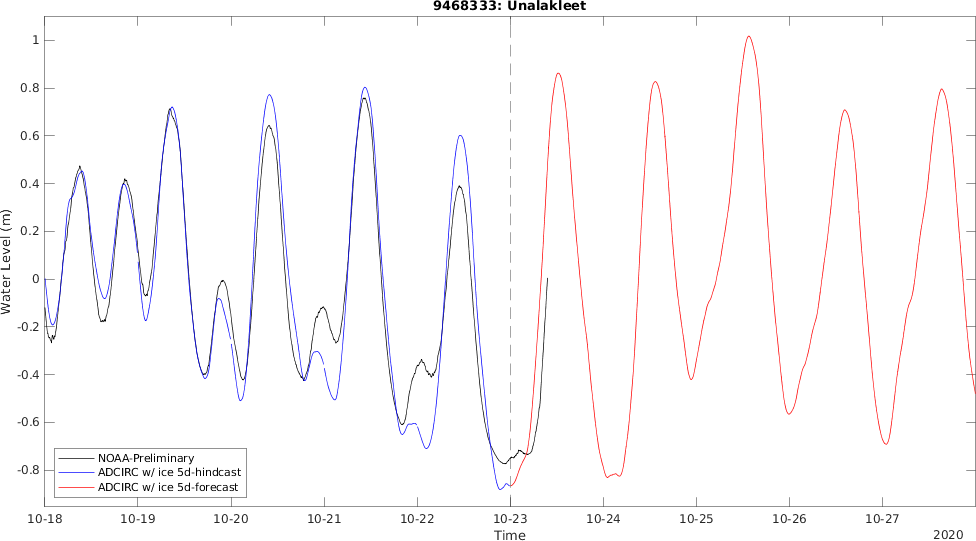 9468333: Unalakleet
Water Level (m)
1
0.8
0.6
0.4
0.2
0
-0.2
-0.4
-0.6
-0.8
NOAA-Preliminary
ADCIRC w/ ice 5d-hindcast
ADCIRC w/ ice 5d-forecast
10-18 10-19 10-20 10-21 10-22 10-23 10-24 10-25 10-26 10-27
Time
2020